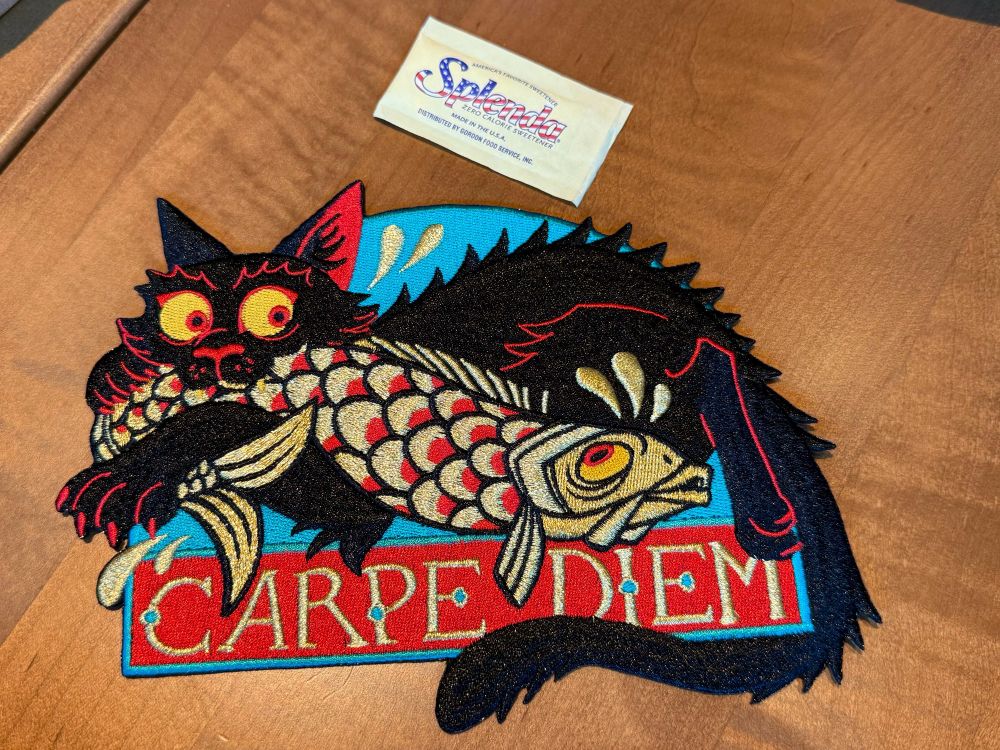 AMERICA'S FAVORITE SWEETENER
Splenda®
ZERO CALORIE SWEETENER
MADE IN THE U.S.A.
DISTRIBUTED BY GORDON FOOD SERVICE, INC.
CARPE DIEM